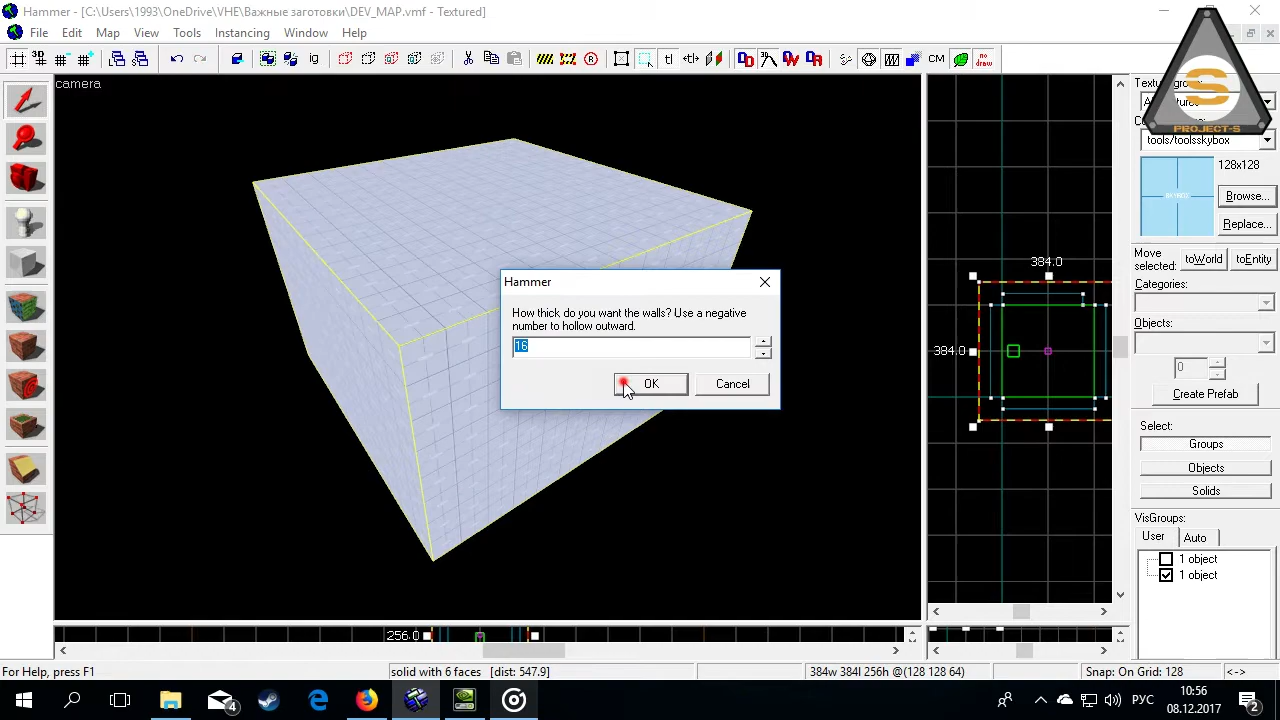 Hammer - [C:\Users\1993\OneDrive\VHE\Важные заготовки\DEV_MAP.vmf - Textured]
File Edit Map View Tools Instancing Window Help
camera
S
PROJECT-S
tools/toolsskybox
128x128
SKYBOX
Browse...
Replace...
Move selected:
toWorld
toEntity
Categories:
Objects:
0
Create Prefab
Select:
Groups
Objects
Solids
VisGroups:
User
Auto
1 object
1 object
384.0
384.0
256.0
Hammer
How thick do you want the walls? Use a negative
number to hollow outward.
16
OK
Cancel
For Help, press F1
solid with 6 faces [dist: 547.9]
384w 384l 256h @(128 128 64)
Snap: On Grid: 128
<->
4
РУС
10:56
08.12.2017
2